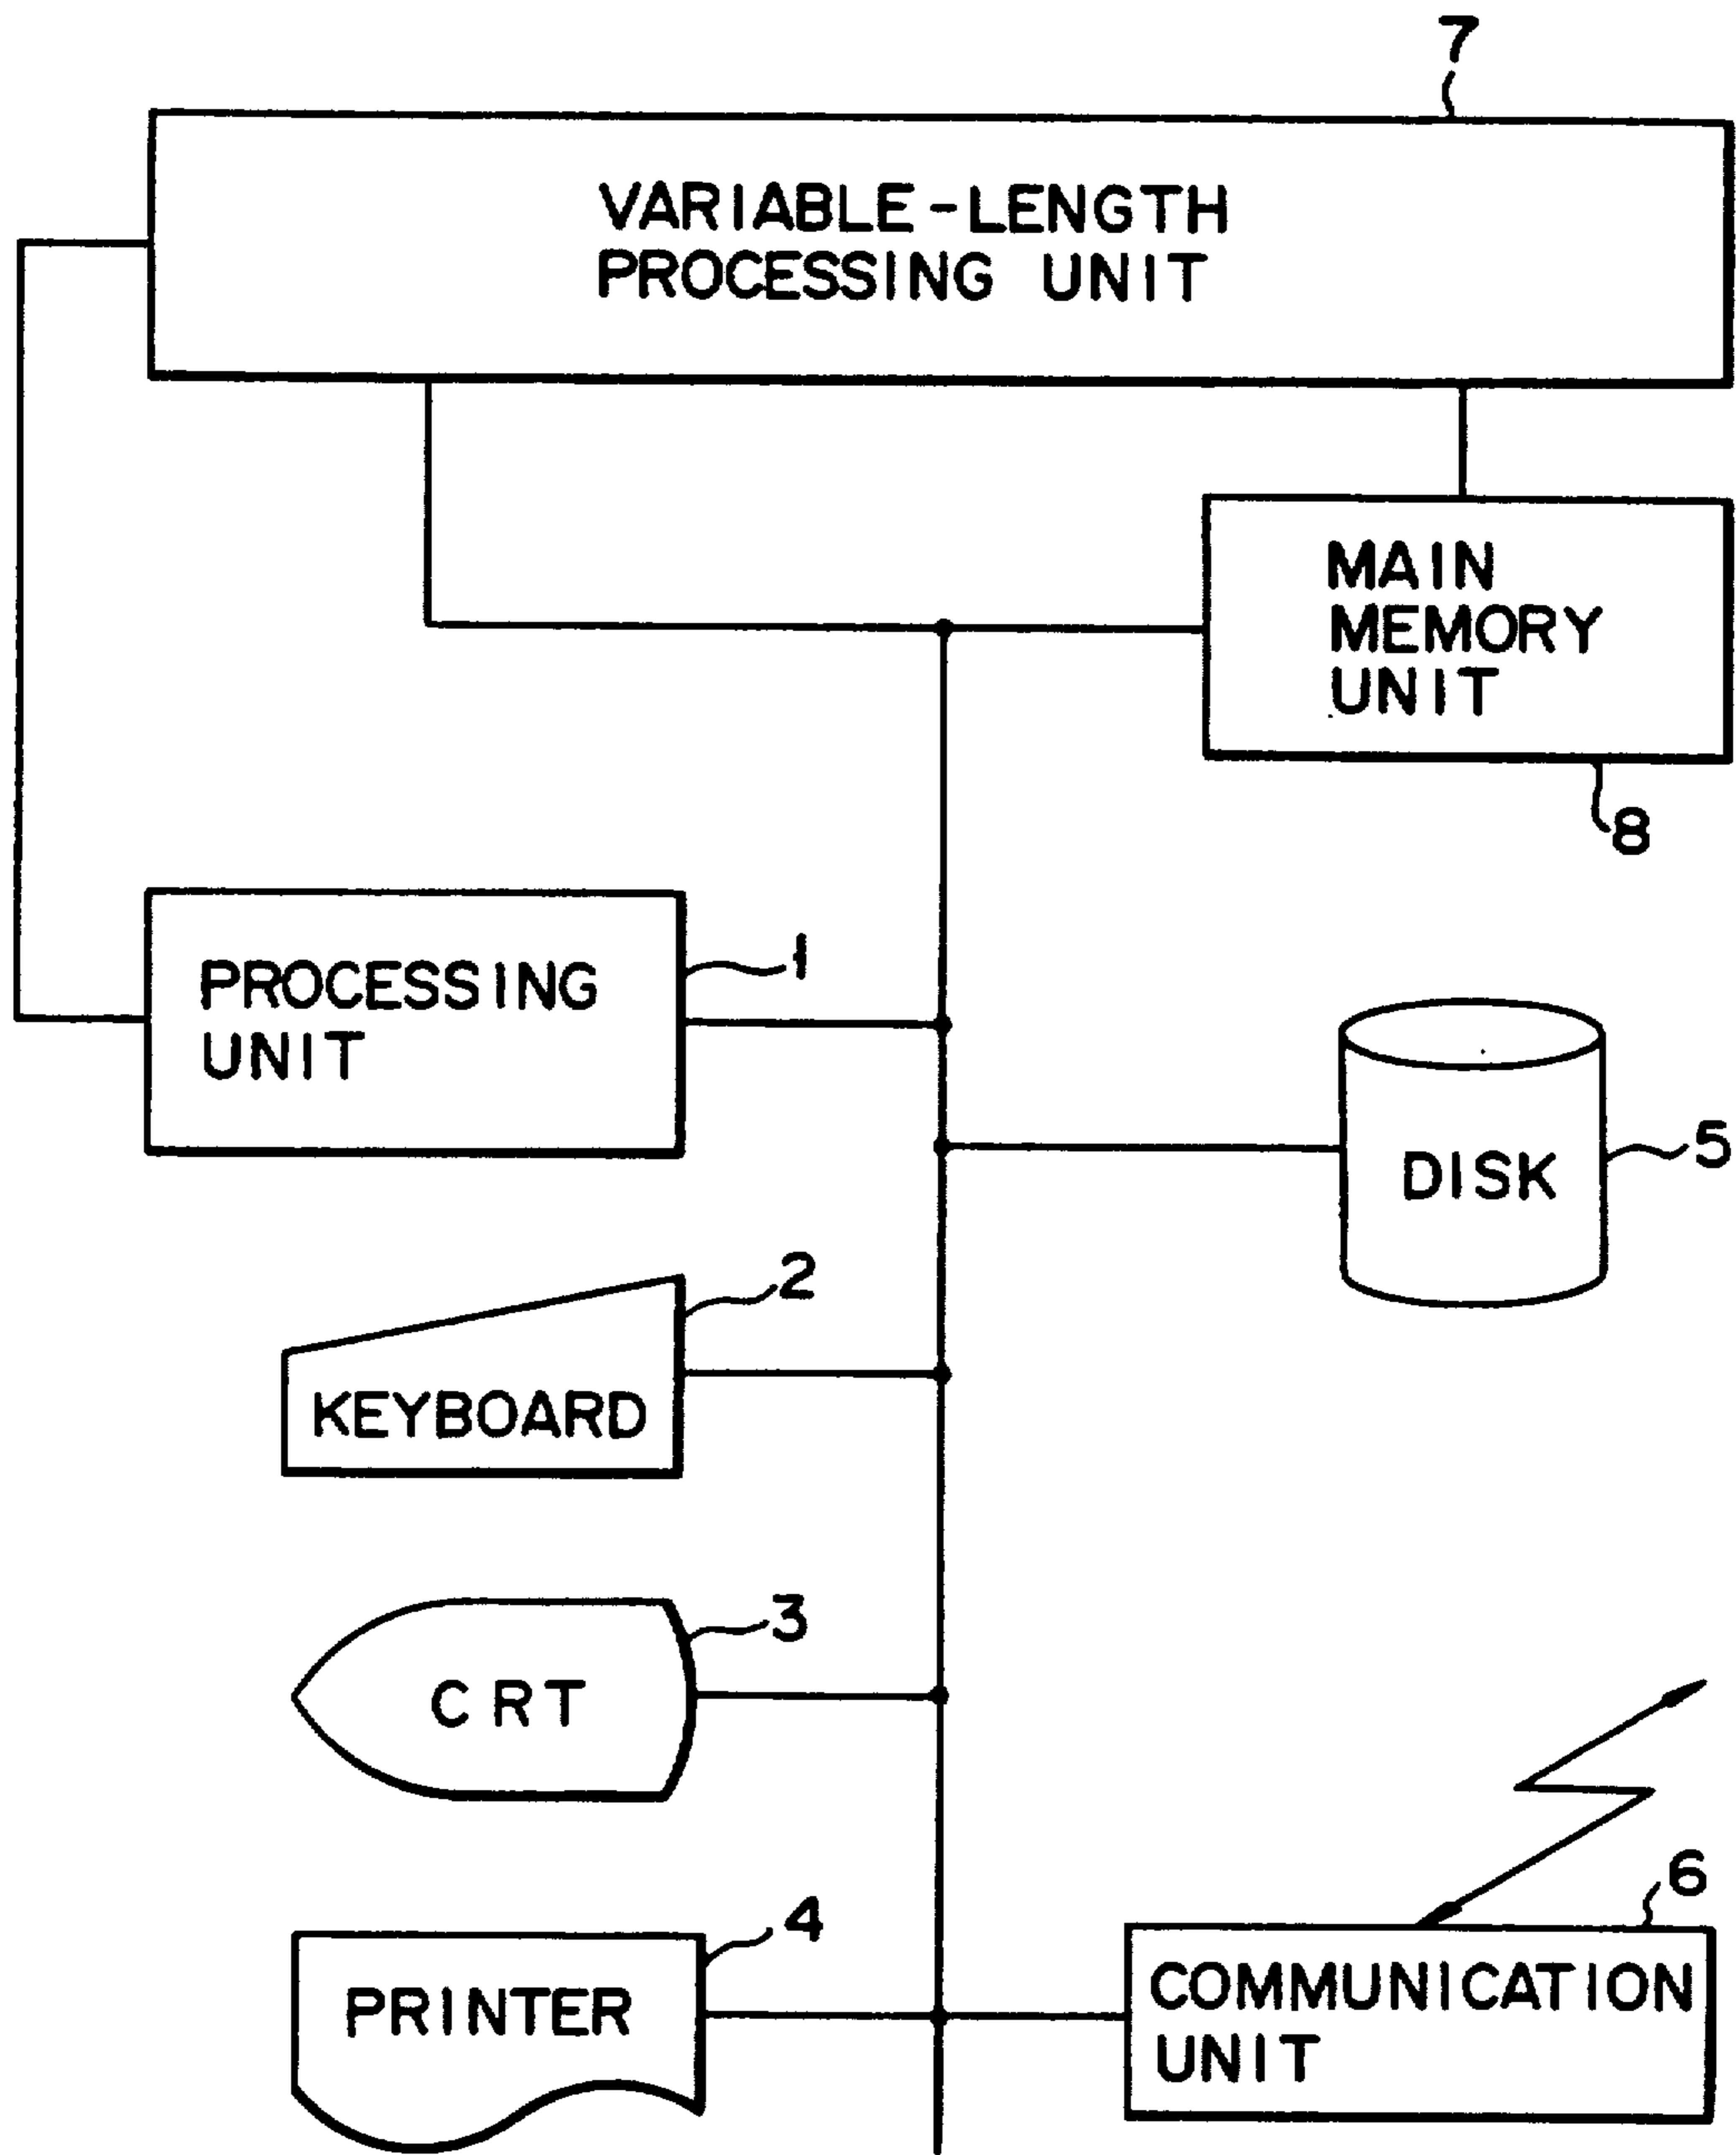 7
VARIABLE-LENGTH
PROCESSING UNIT
MAIN
MEMORY
UNIT
8
PROCESSING
UNIT
1
DISK
5
KEYBOARD
2
CRT
3
PRINTER
4
COMMUNICATION
UNIT
6